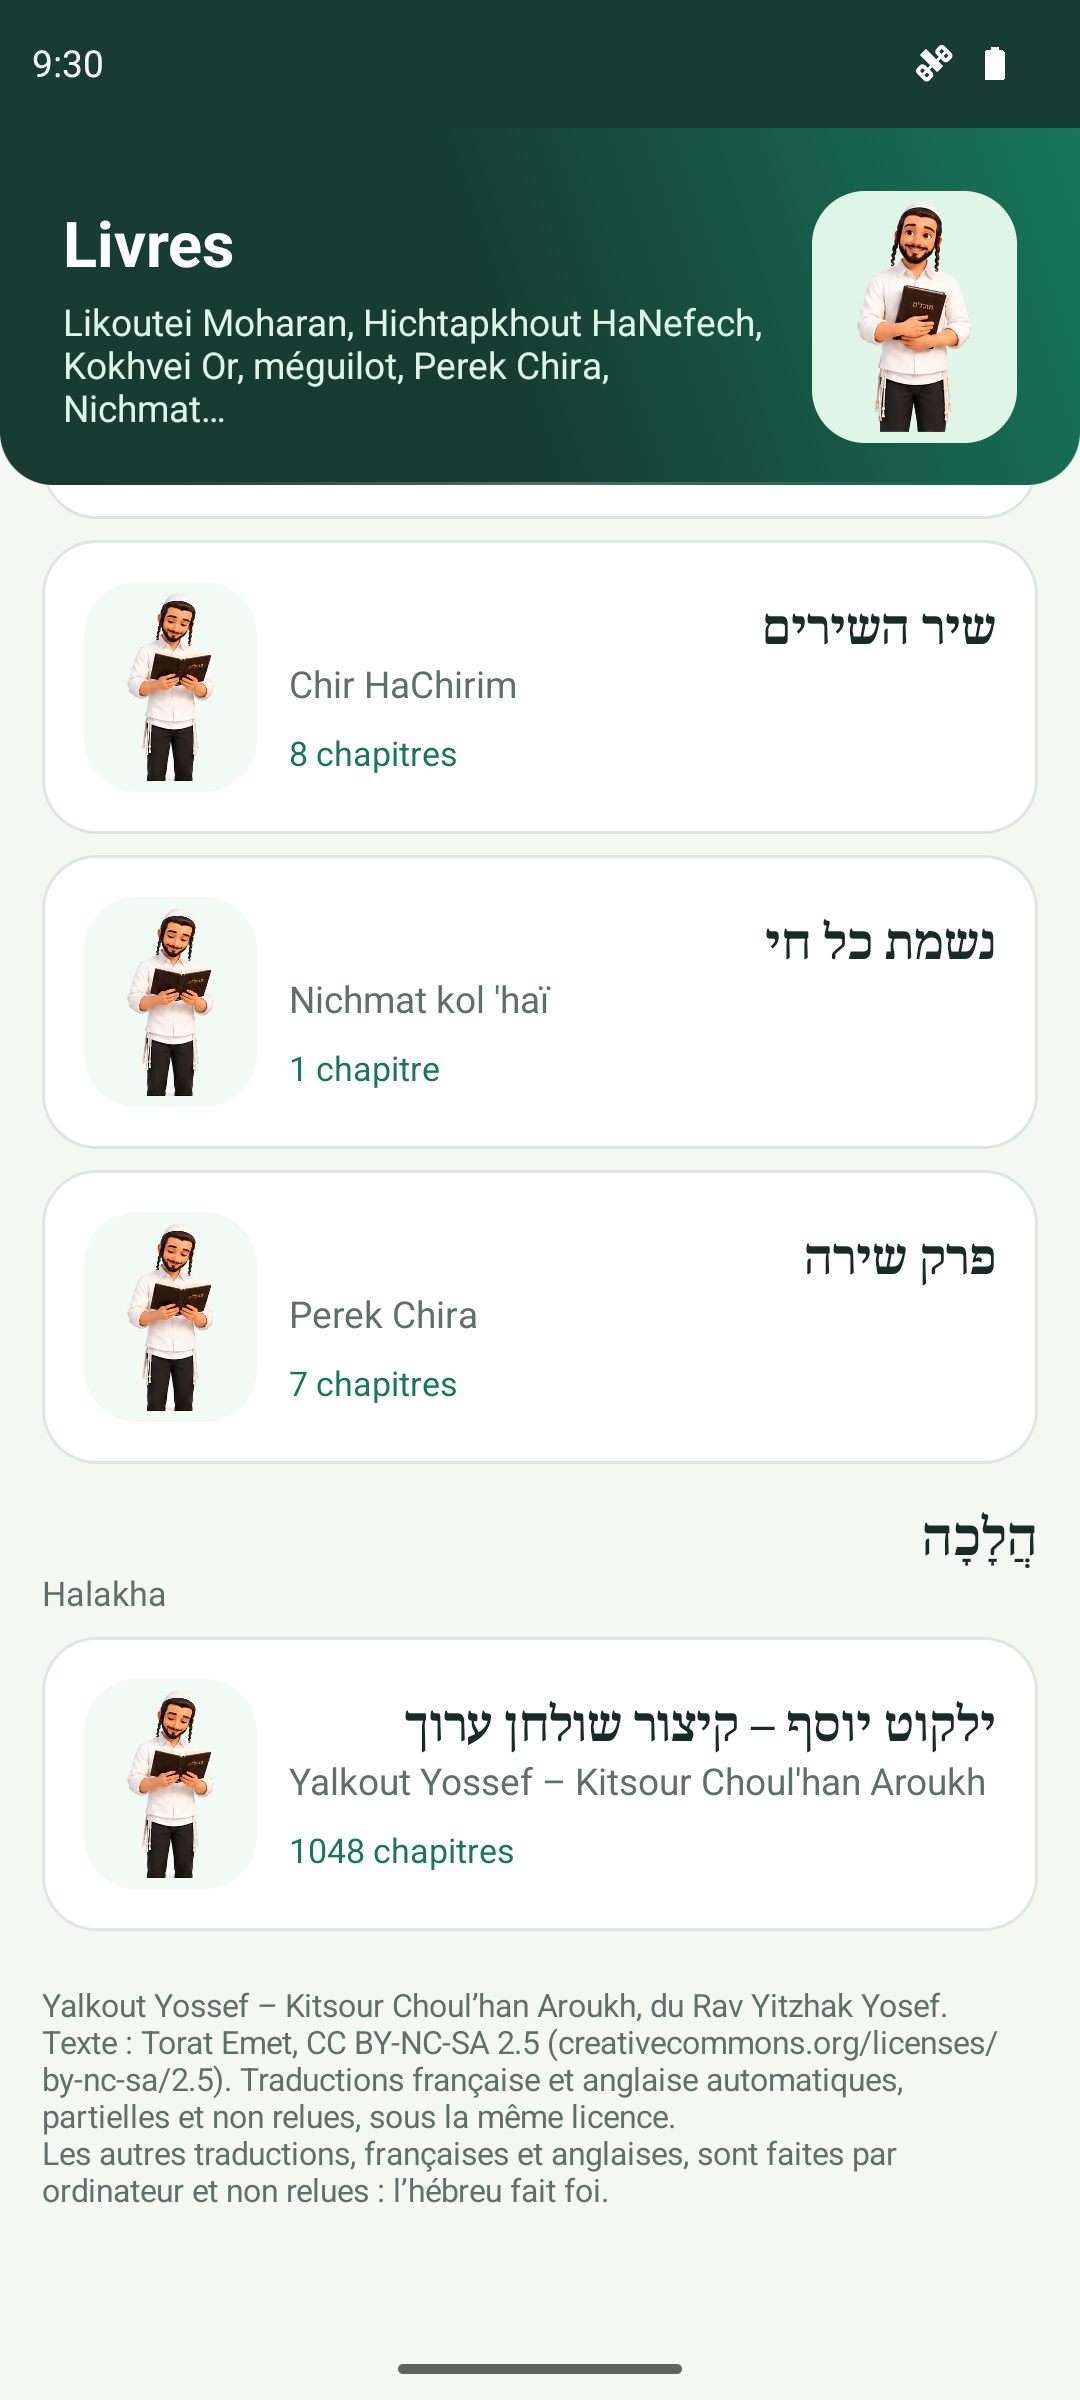 9:30
Livres
Likoutei Moharan, Hichtapkhout HaNefech,
Kokhvei Or, méguilot, Perek Chira,
Nichmat…
שיר השירים
Chir HaChirim
8 chapitres
נשמת כל חי
Nichmat kol 'haï
1 chapitre
פרק שירה
Perek Chira
7 chapitres
הֲלָכָה
Halakha
ילקוט יוסף – קיצור שולחן ערוך
Yalkout Yossef – Kitsour Choul'han Aroukh
1048 chapitres
Yalkout Yossef – Kitsour Choul’han Aroukh, du Rav Yitzhak Yosef.
Texte : Torat Emet, CC BY-NC-SA 2.5 (creativecommons.org/licenses/
by-nc-sa/2.5). Traductions française et anglaise automatiques,
partielles et non relues, sous la même licence.
Les autres traductions, françaises et anglaises, sont faites par
ordinateur et non relues : l’hébreu fait foi.